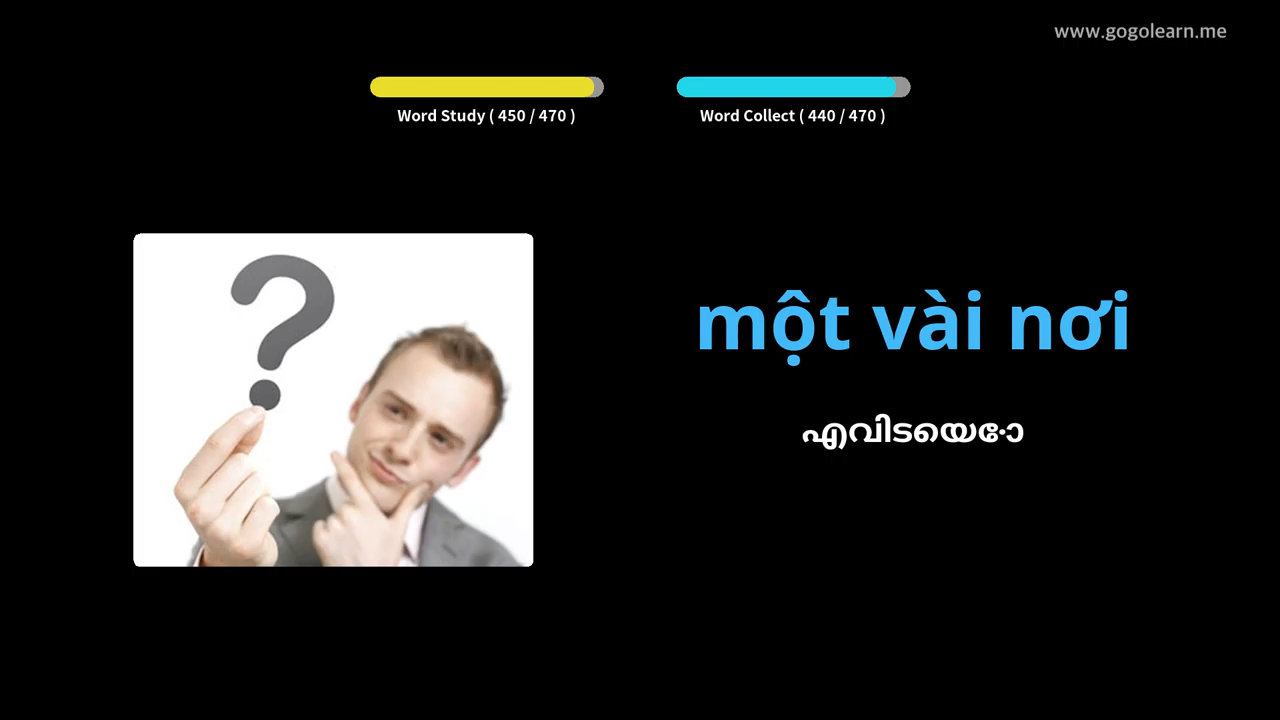 www.gogolearn.me
Word Study ( 450 / 470 )
Word Collect ( 440 / 470 )
một vài nơi
എവിടയെോ